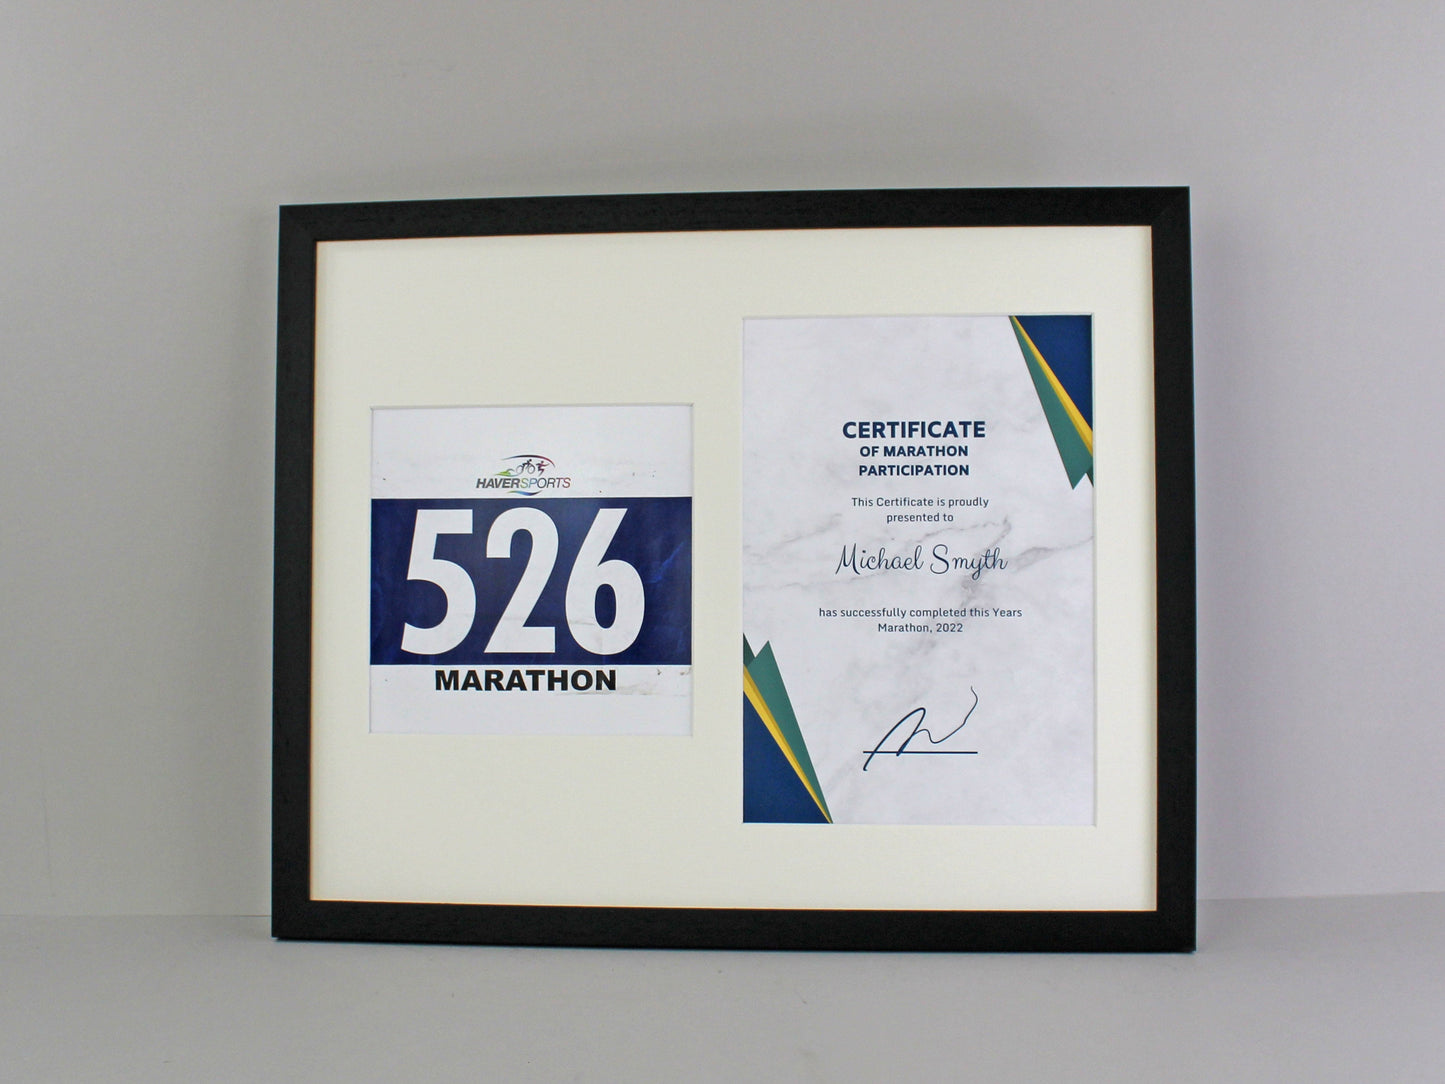 HAVERSPORTS
526
MARATHON
CERTIFICATE
OF MARATHON
PARTICIPATION
This Certificate is proudly
presented to
Michael Smyth
has successfully completed this Years
Marathon, 2022